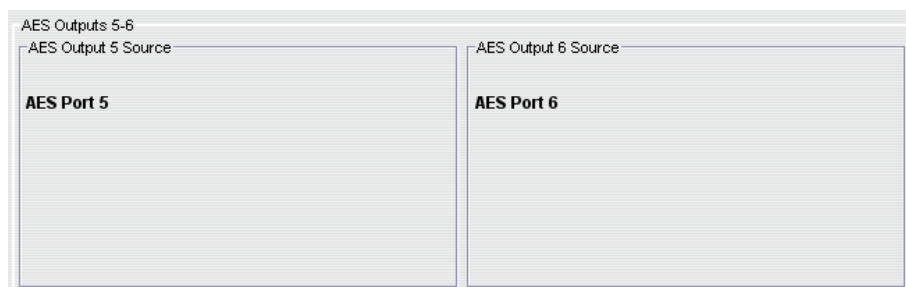 AES Outputs 5-6
AES Output 5 Source
AES Port 5
AES Output 6 Source
AES Port 6